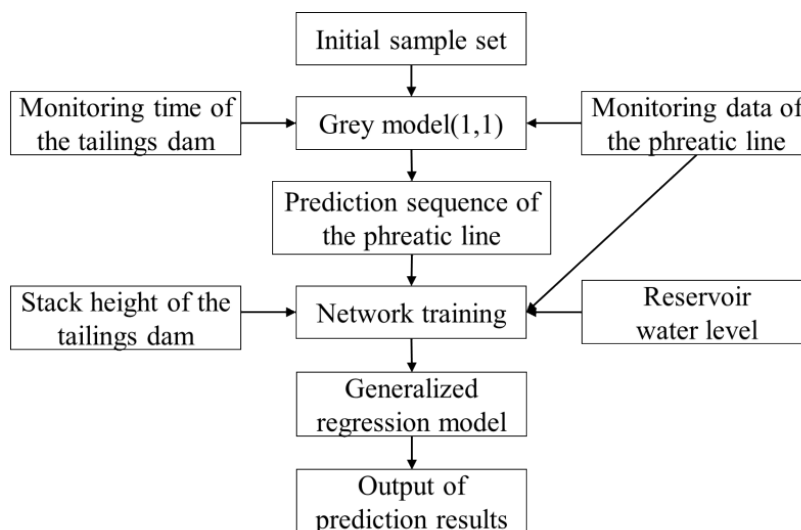 Initial sample set
Monitoring time of
the tailings dam
Grey model(1,1)
Monitoring data of
the phreatic line
Prediction sequence of
the phreatic line
Stack height of the
tailings dam
Network training
Reservoir
water level
Generalized
regression model
Output of
prediction results